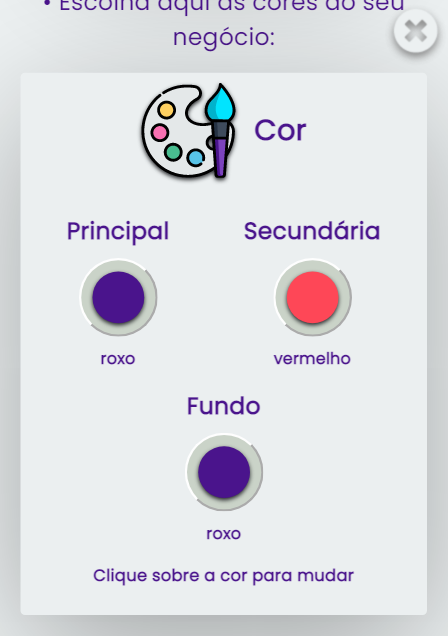 • Escolha aqui as cores do seu
negócio:
Cor
Principal
Secundária
roxo
vermelho
Fundo
roxo
Clique sobre a cor para mudar